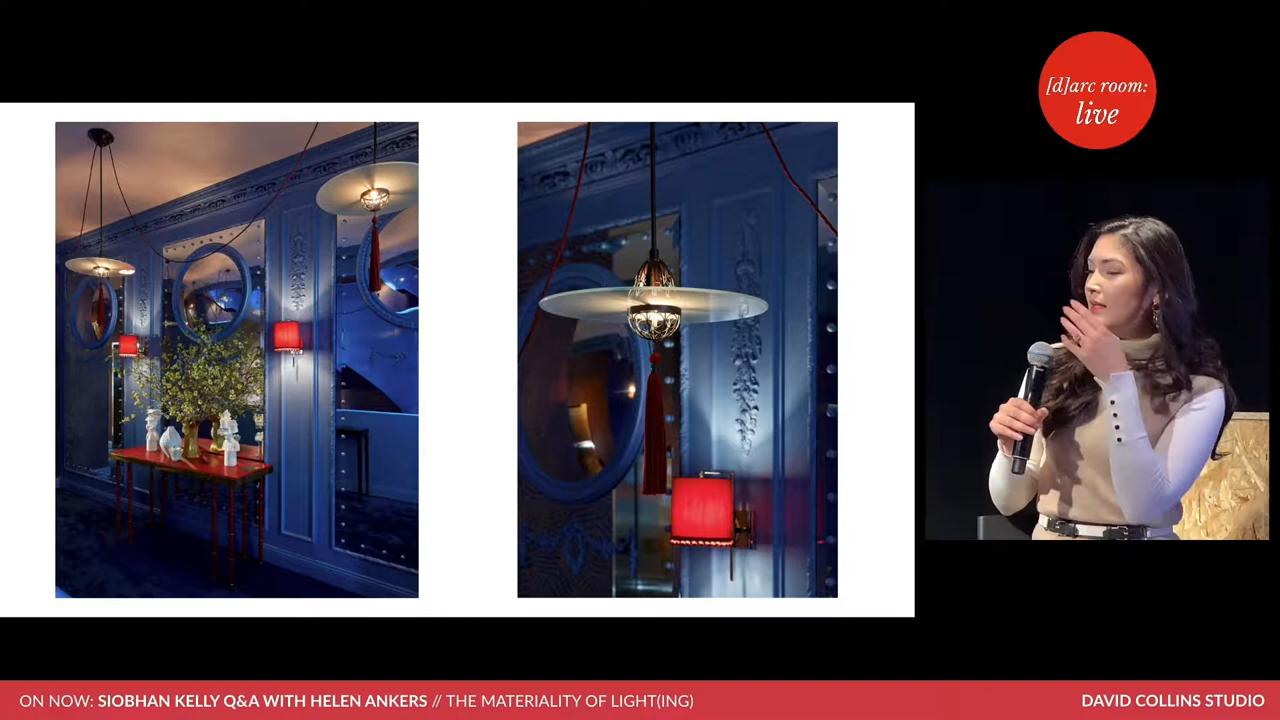 [d]arc room:
live
ON NOW: SIOBHAN KELLY Q&A WITH HELEN ANKERS // THE MATERIALITY OF LIGHT(ING)
DAVID COLLINS STUDIO